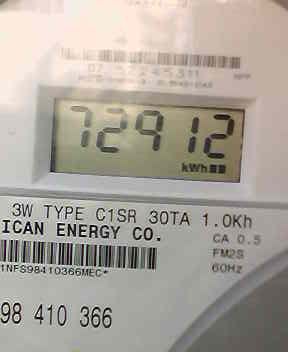 72912
kWh
3W TYPE C1SR 30TA 1.0Kh
ICAN ENERGY CO.
CA 0.5
FM2S
60Hz
1NFS98410366MEC*
98 410 366